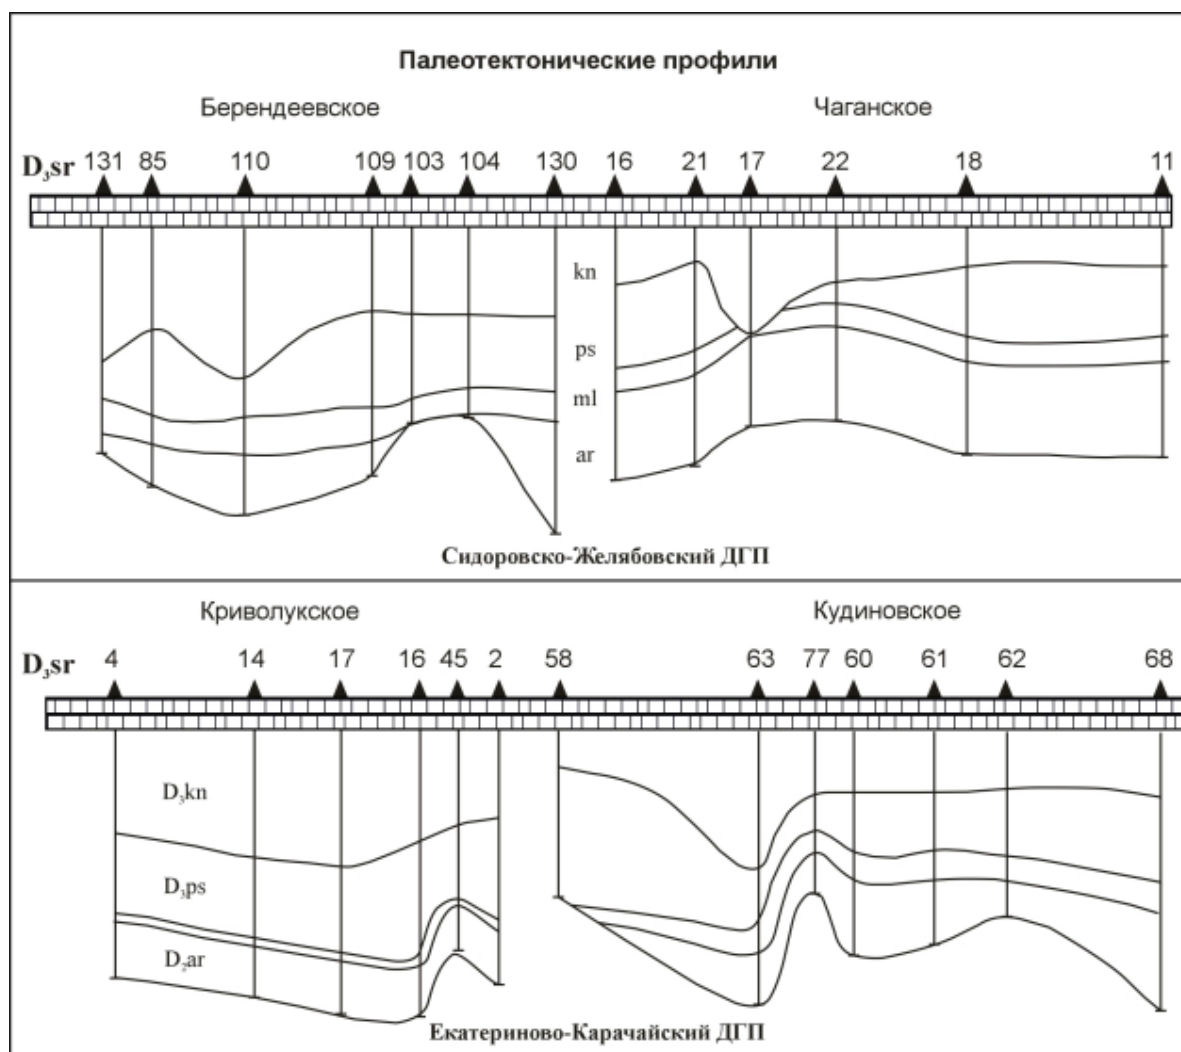 Палеотектонические профили
Берендеевское Чаганское
D₃sr 131 85 110 109 103 104 130 16 21 17 22 18 11
kn
ps
ml
ar
Сидоровско-Желябовский ДГП
Криволукское Кудиновское
D₃sr 4 14 17 16 45 2 58 63 77 60 61 62 68
D₃kn
D₃ps
D₂ar
Екатериново-Карачайский ДГП